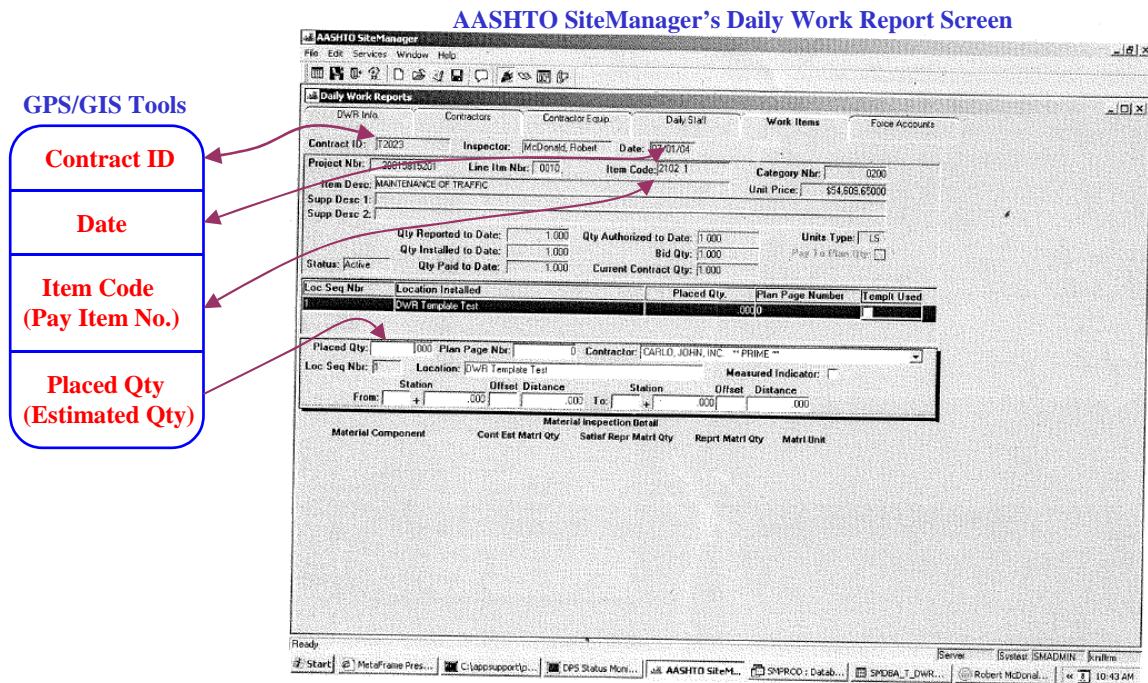 AASHTO SiteManager's Daily Work Report Screen
GPS/GIS Tools
Contract ID
Date
Item Code
(Pay Item No.)
Placed Qty
(Estimated Qty)
AASHTO SiteManager
File Edit Services Window Help
Daily Work Reports
DWR Info. Contractors Contractor Equip. Daily Staff Work Items Force Accounts
Contract ID: T2023 Inspector: McDonald, Robert Date: 07/01/04
Project Nbr: Line Itm Nbr: 0010 Item Code: 2102 1 Category Nbr: 0200
Item Desc: MAINTENANCE OF TRAFFIC Unit Price: $54,609.65000
Supp Desc 1:
Supp Desc 2:
Qty Reported to Date: 1.000 Qty Authorized to Date: 1.000 Units Type: LS
Qty Installed to Date: 1.000 Bid Qty: 1.000 Pay To Plan Qty:
Status: Active Qty Paid to Date: 1.000 Current Contract Qty: 1.000
Loc Seq Nbr Location Installed Placed Qty. Plan Page Number Templt Used
1 DWR Template Test .000 0
Placed Qty: .000 Plan Page Nbr: 0 Contractor: CARLO, JOHN, INC. ** PRIME **
Loc Seq Nbr: 1 Location: DWR Template Test Measured Indicator:
Station Offset Distance Station Offset Distance
From: + .000 .000 To: + .000 .000
Material Inspection Detail
Material Component Cont Est Matrl Qty Satisf Repr Matrl Qty Reprt Matrl Qty Matrl Unit
Ready
Server System SMADMIN knillrm
Start MetaFrame Pres... C:\appsupport\p... DPS Status Moni... AASHTO SiteM... SMPROD : Datab... SMDBA_T_DWR... Robert McDonal... « 10:43 AM